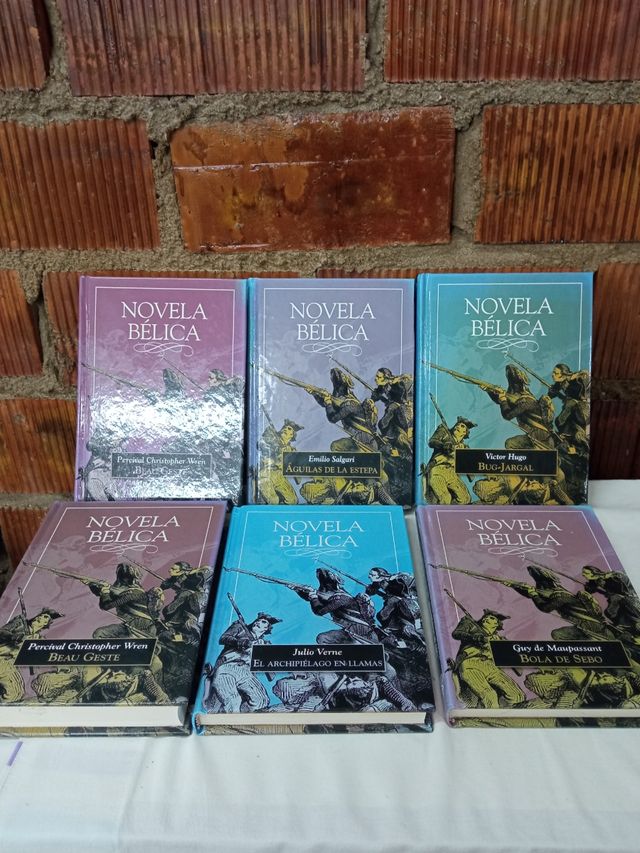 NOVELA
BÉLICA
Percival Christopher Wren
BEAU GESTE
NOVELA
BÉLICA
Emilio Salgari
ÁGUILAS DE LA ESTEPA
NOVELA
BÉLICA
Victor Hugo
BUG-JARGAL
NOVELA
BÉLICA
Percival Christopher Wren
BEAU GESTE
NOVELA
BÉLICA
Julio Verne
EL ARCHIPIÉLAGO EN LLAMAS
NOVELA
BÉLICA
Guy de Maupassant
BOLA DE SEBO